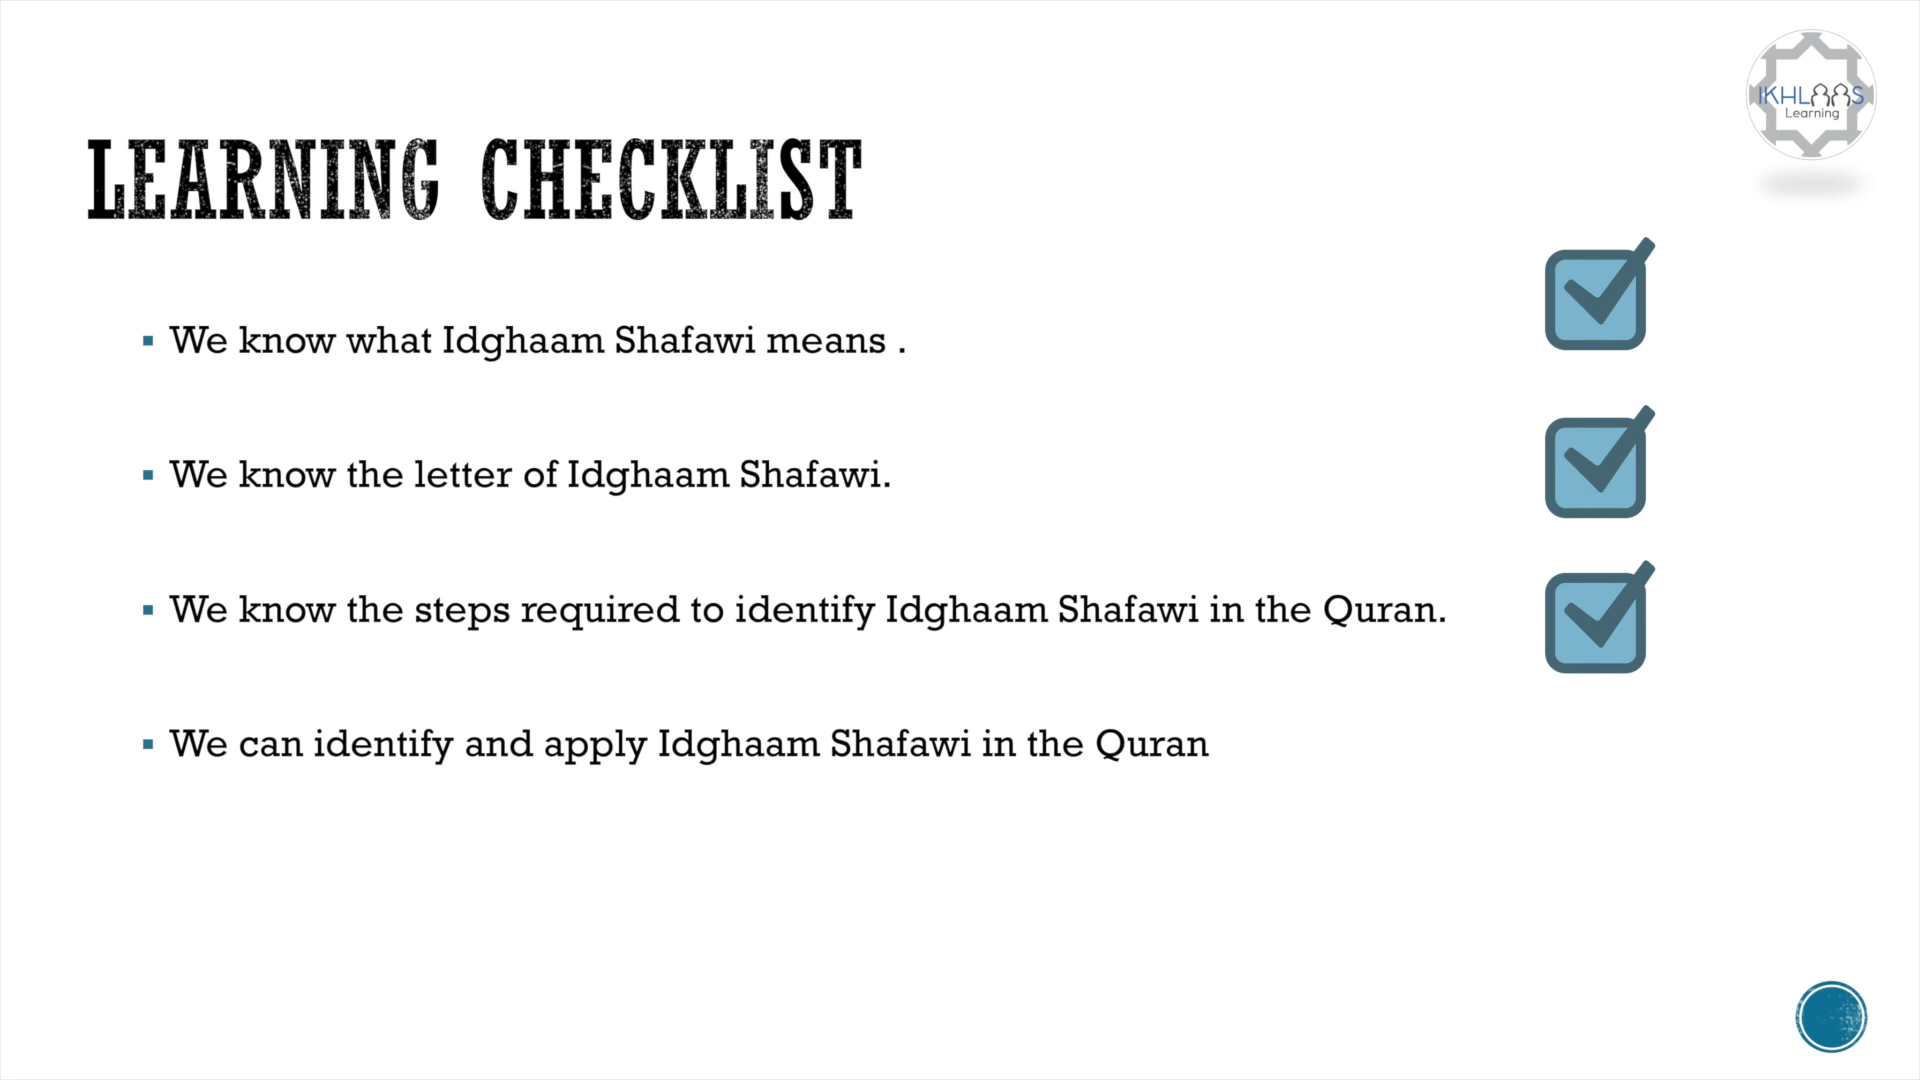 IKHLAAS
Learning
LEARNING CHECKLIST
We know what Idghaam Shafawi means .
We know the letter of Idghaam Shafawi.
We know the steps required to identify Idghaam Shafawi in the Quran.
We can identify and apply Idghaam Shafawi in the Quran